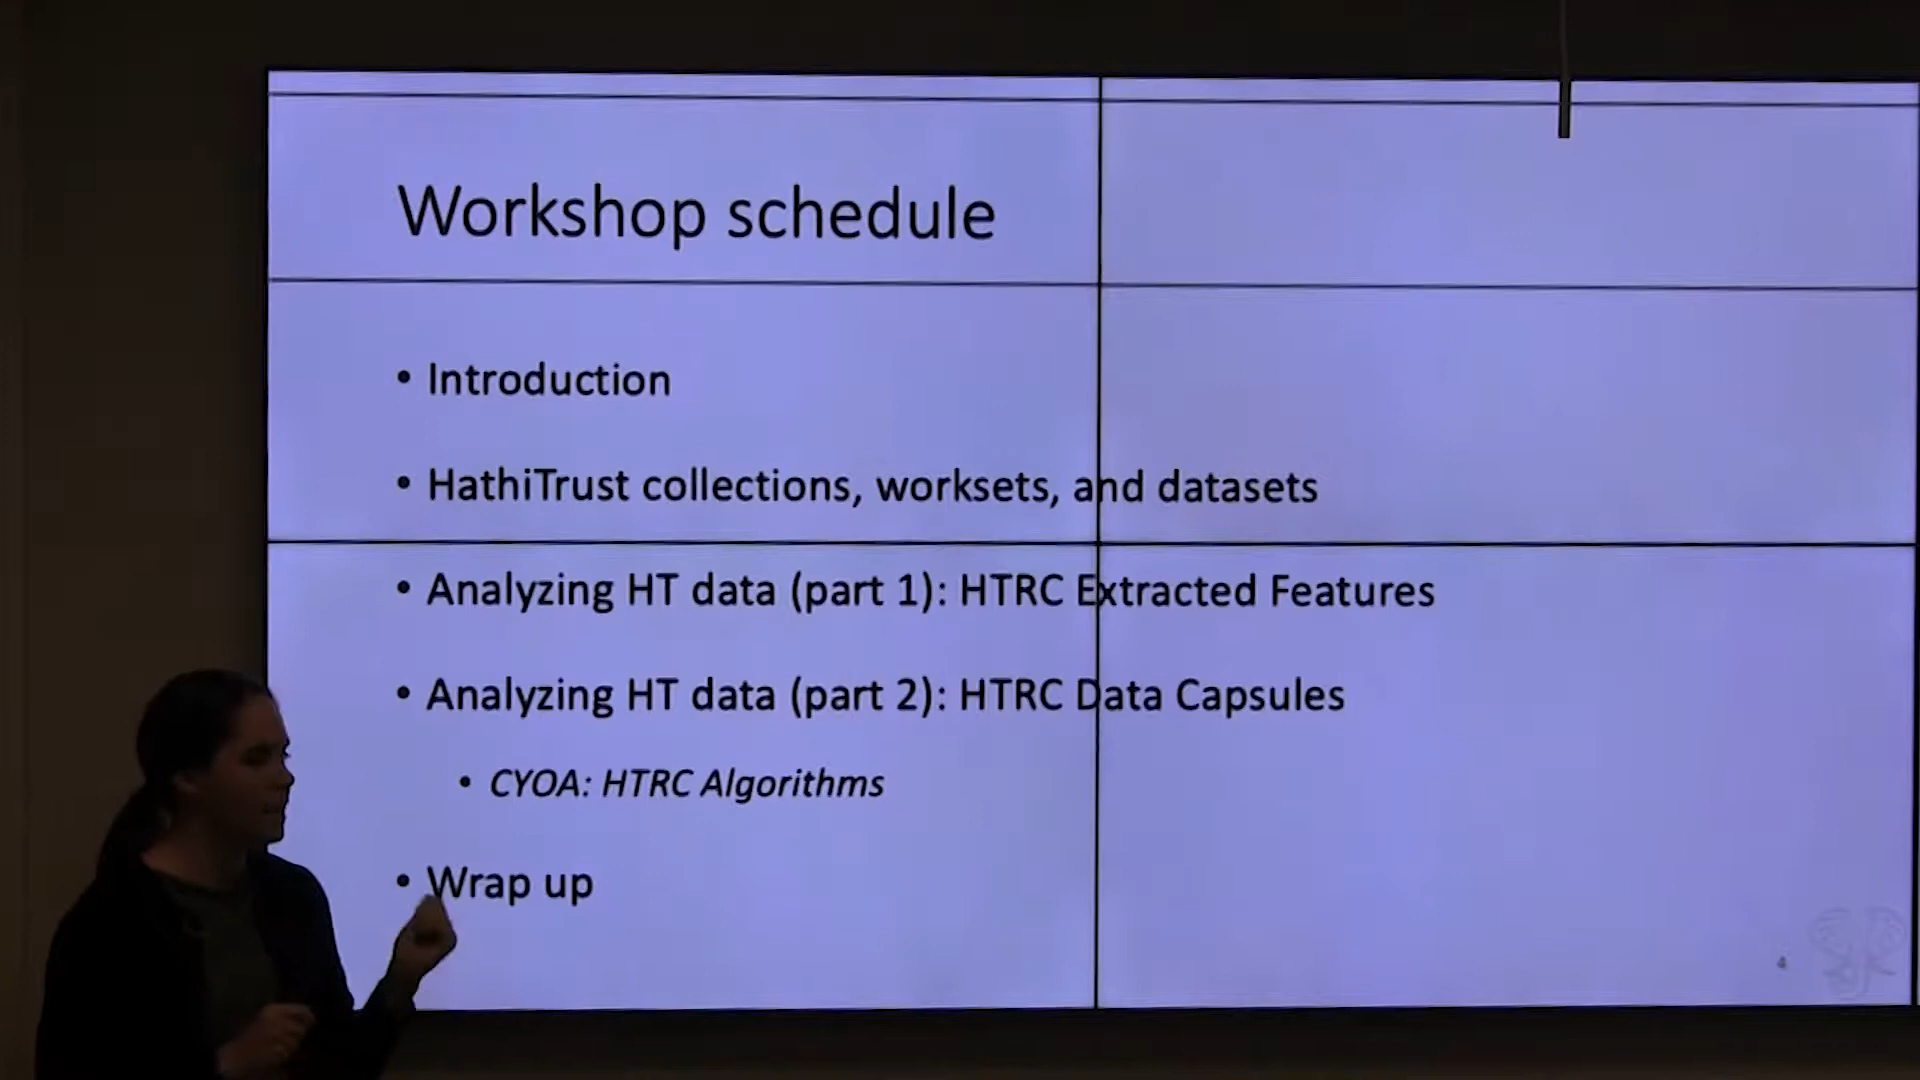 Workshop schedule
• Introduction
• HathiTrust collections, worksets, and datasets
• Analyzing HT data (part 1): HTRC Extracted Features
• Analyzing HT data (part 2): HTRC Data Capsules
• CYOA: HTRC Algorithms
• Wrap up
4